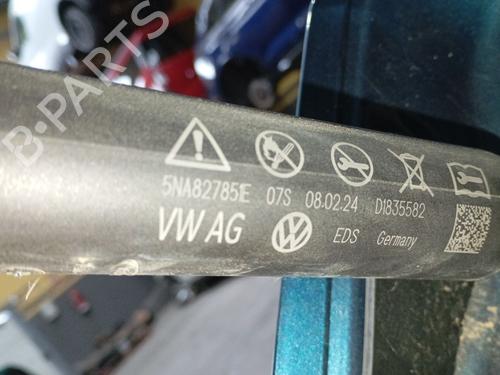 B-PARTS
5NA827851E 07S 08.02.24 D1835582
VW AG EDS Germany